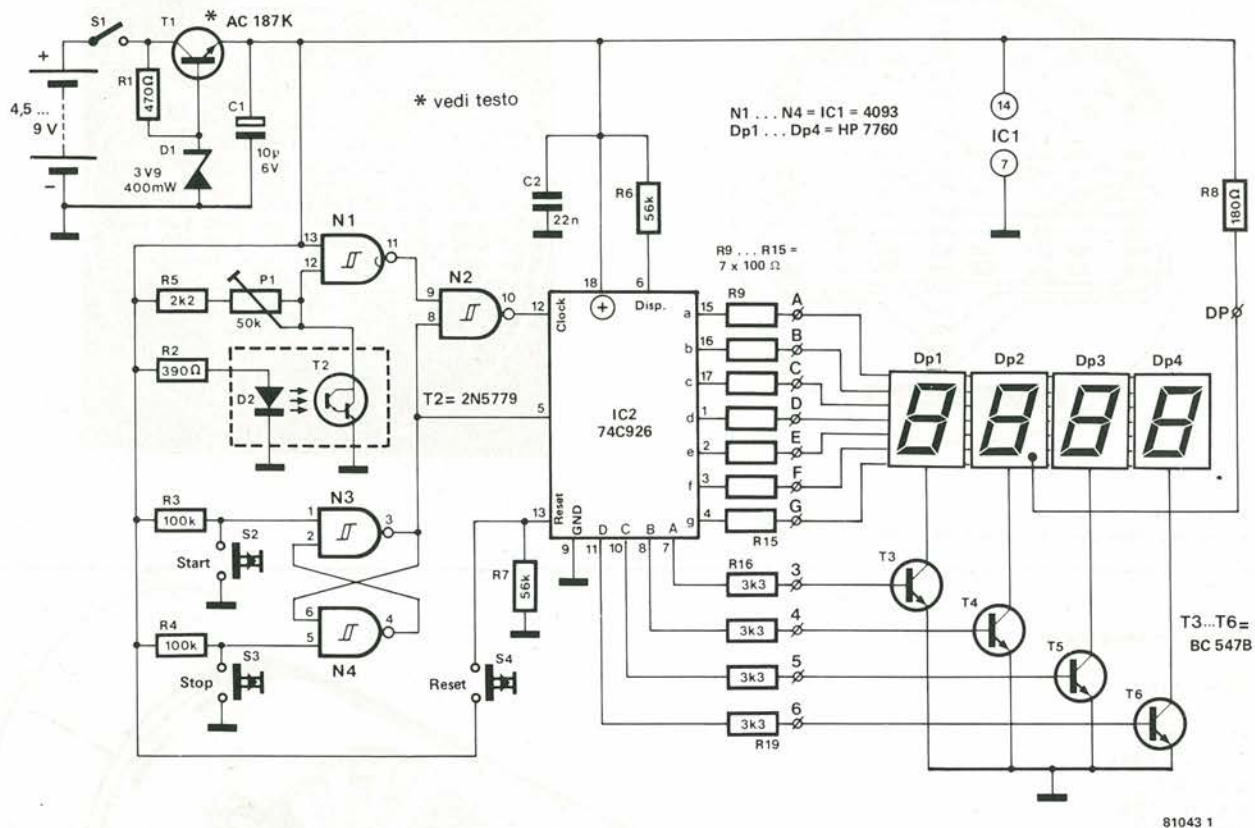 S1
T1
* AC 187K
+
4,5 ...
9 V
-
R1
470Ω
C1
10µ
6V
D1
3V9
400mW
* vedi testo
N1 ... N4 = IC1 = 4093
Dp1 ... Dp4 = HP 7760
14
IC1
7
R8
180Ω
DP
C2
22n
R6
56k
R9 ... R15 =
7 x 100 Ω
N1
13
12
11
N2
9
8
10
12
R5
2k2
P1
50k
R2
390Ω
D2
T2
T2= 2N5779
18
+
6
Disp.
Clock
5
IC2
74C926
13
Reset
GND
9
D
11
C
10
B
8
A
7
a
15
b
16
c
17
d
1
e
2
f
3
g
4
R9
A
B
C
D
E
F
G
R15
Dp1
Dp2
Dp3
Dp4
R3
100k
S2
Start
N3
1
2
3
R4
100k
S3
Stop
N4
6
5
4
R7
56k
Reset
S4
R16
3k3
3
3k3
4
3k3
5
3k3
R19
6
T3
T4
T5
T6
T3...T6=
BC 547B
81043 1